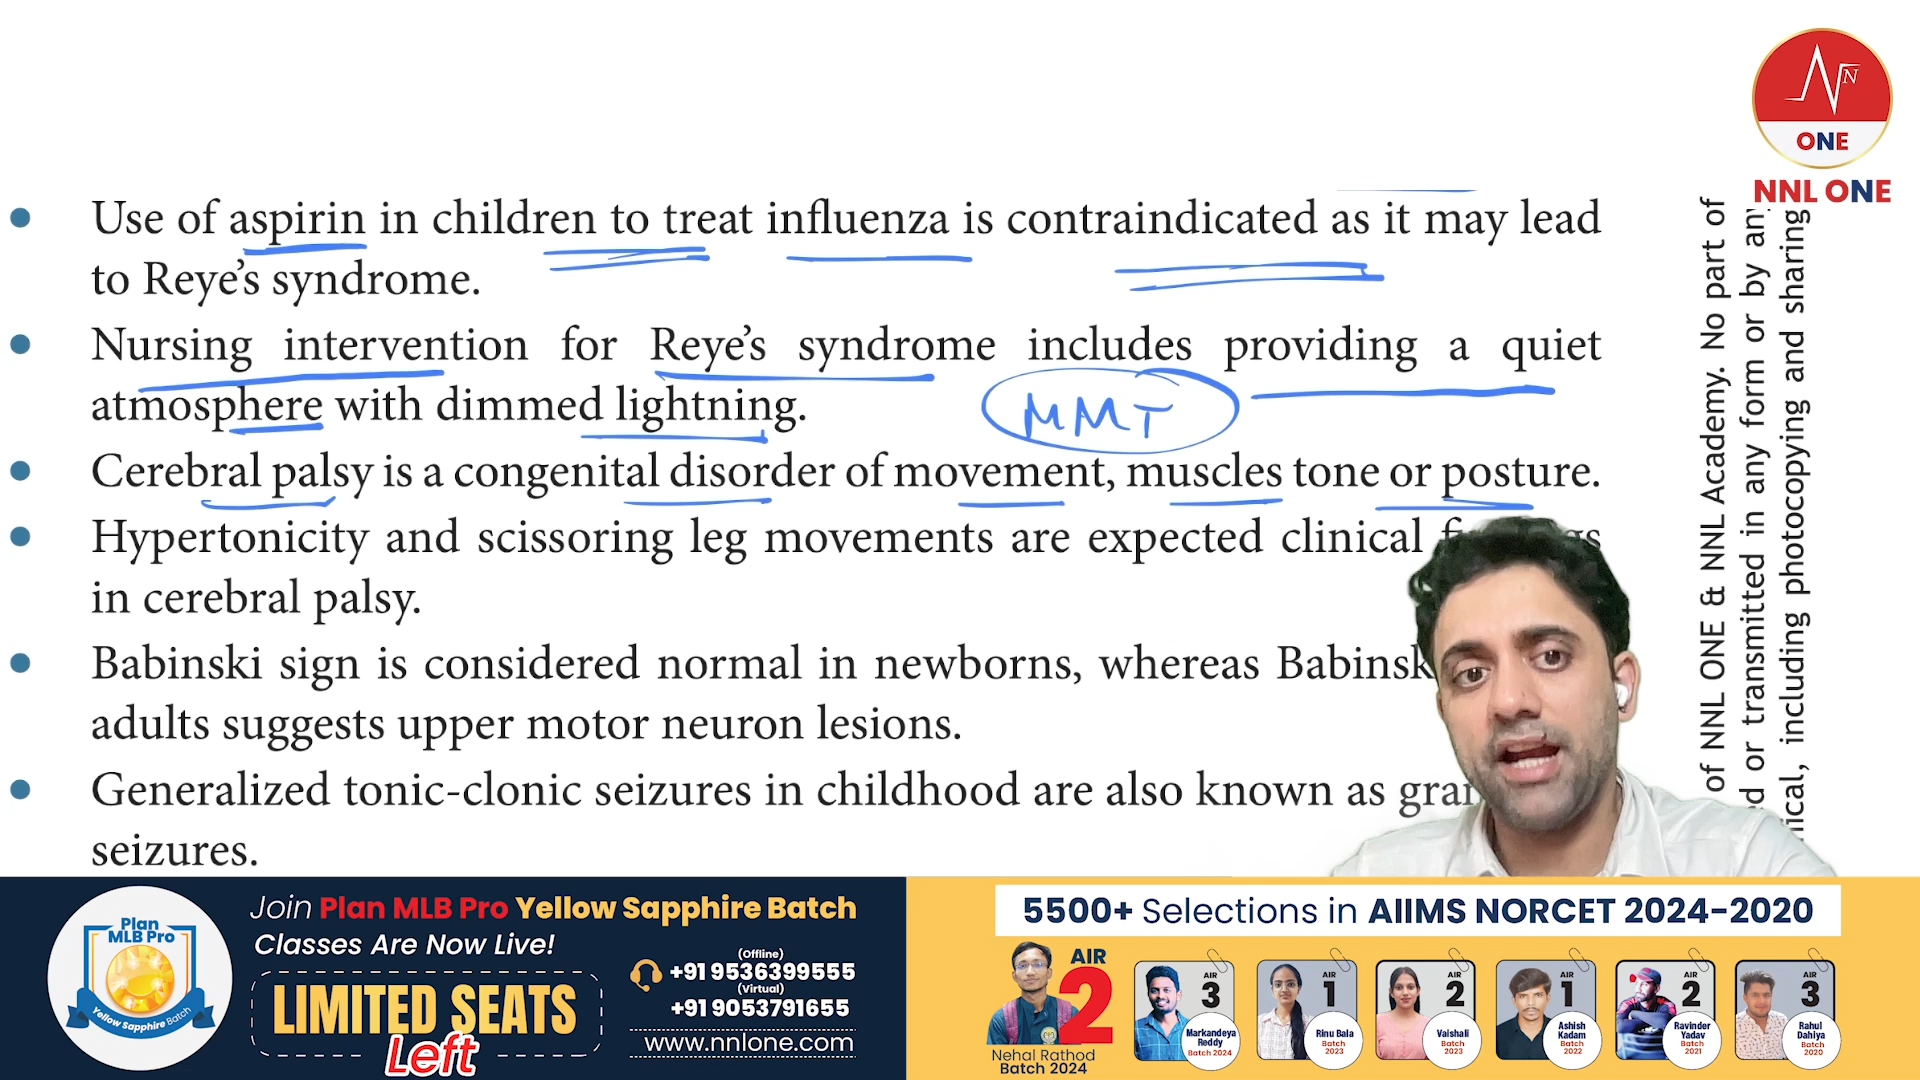 N
ONE
NNL ONE
Use of aspirin in children to treat influenza is contraindicated as it may lead
to Reye's syndrome.
Nursing intervention for Reye's syndrome includes providing a quiet
atmosphere with dimmed lightning.
MMT
Cerebral palsy is a congenital disorder of movement, muscles tone or posture.
Hypertonicity and scissoring leg movements are expected clinical
in cerebral palsy.
Babinski sign is considered normal in newborns, whereas
adults suggests upper motor neuron lesions.
Generalized tonic-clonic seizures in childhood are also known as
seizures.
of NNL ONE & NNL Academy. No part of
or transmitted in any form or by any
including photocopying and sharing
Plan
MLB Pro
Yellow Sapphire Batch
Join Plan MLB Pro Yellow Sapphire Batch
Classes Are Now Live!
LIMITED SEATS
Left
(Offline)
+91 9536399555
(Virtual)
+91 9053791655
www.nnlone.com
5500+ Selections in AIIMS NORCET 2024-2020
AIR
2
Nehal Rathod
Batch 2024
AIR
3
Markandeya
Reddy
Batch 2024
AIR
1
Rinu Bala
Batch
2023
AIR
2
Vaishali
Batch
2023
AIR
1
Ashish
Kadam
Batch
2022
AIR
2
Ravinder
Yadav
Batch
2021
AIR
3
Rahul
Dahiya
Batch
2020